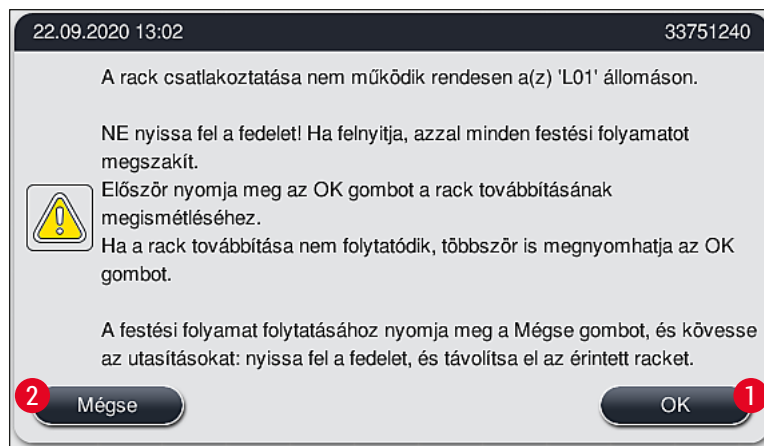 22.09.2020 13:02 33751240
A rack csatlakoztatása nem működik rendesen a(z) 'L01' állomáson.
NE nyissa fel a fedelet! Ha felnyitja, azzal minden festési folyamatot
megszakít.
Először nyomja meg az OK gombot a rack továbbításának
megismétléséhez.
Ha a rack továbbítása nem folytatódik, többször is megnyomhatja az OK
gombot.
A festési folyamat folytatásához nyomja meg a Mégse gombot, és kövesse
az utasításokat: nyissa fel a fedelet, és távolítsa el az érintett racket.
2 Mégse OK 1